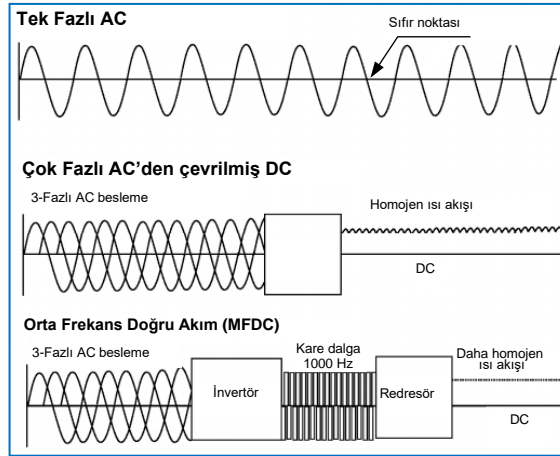 Tek Fazlı AC
Sıfır noktası
Çok Fazlı AC’den çevrilmiş DC
3-Fazlı AC besleme
Homojen ısı akışı
DC
Orta Frekans Doğru Akım (MFDC)
3-Fazlı AC besleme
İnvertör
Kare dalga
1000 Hz
Redresör
Daha homojen
ısı akışı
DC